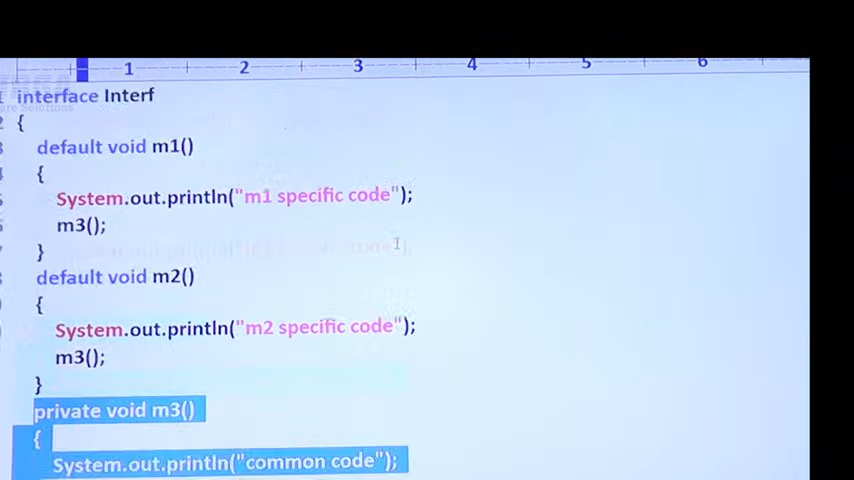 1 2 3 4 5 6
interface Interf
{
default void m1()
{
System.out.println("m1 specific code");
m3();
}
default void m2()
{
System.out.println("m2 specific code");
m3();
}
private void m3()
{
System.out.println("common code");